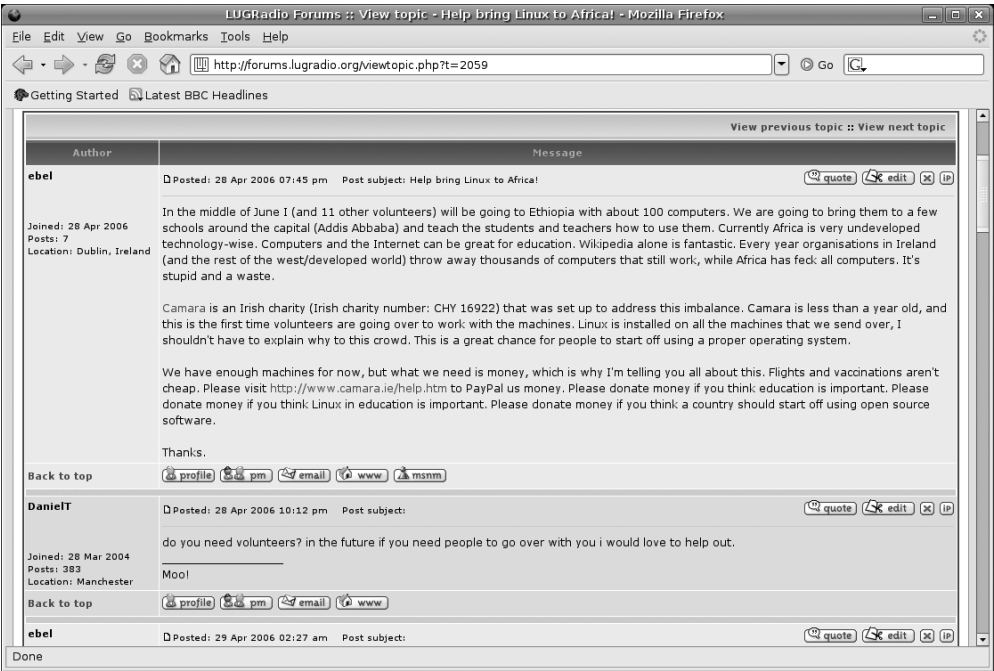 LUGRadio Forums :: View topic - Help bring Linux to Africa! - Mozilla Firefox
File Edit View Go Bookmarks Tools Help
http://forums.lugradio.org/viewtopic.php?t=2059 Go G
Getting Started Latest BBC Headlines
View previous topic :: View next topic
Author Message
ebel
Posted: 28 Apr 2006 07:45 pm Post subject: Help bring Linux to Africa! quote edit X IP
Joined: 28 Apr 2006
Posts: 7
Location: Dublin, Ireland
In the middle of June I (and 11 other volunteers) will be going to Ethiopia with about 100 computers. We are going to bring them to a few
schools around the capital (Addis Abbaba) and teach the students and teachers how to use them. Currently Africa is very undeveloped
technology-wise. Computers and the Internet can be great for education. Wikipedia alone is fantastic. Every year organisations in Ireland
(and the rest of the west/developed world) throw away thousands of computers that still work, while Africa has feck all computers. It's
stupid and a waste.
Camara is an Irish charity (Irish charity number: CHY 16922) that was set up to address this imbalance. Camara is less than a year old, and
this is the first time volunteers are going over to work with the machines. Linux is installed on all the machines that we send over, I
shouldn't have to explain why to this crowd. This is a great chance for people to start off using a proper operating system.
We have enough machines for now, but what we need is money, which is why I'm telling you all about this. Flights and vaccinations aren't
cheap. Please visit http://www.camara.ie/help.htm to PayPal us money. Please donate money if you think education is important. Please
donate money if you think Linux in education is important. Please donate money if you think a country should start off using open source
software.
Thanks.
Back to top profile pm email www msnm
DanielT
Posted: 28 Apr 2006 10:12 pm Post subject: quote edit X IP
Joined: 28 Mar 2004
Posts: 383
Location: Manchester
do you need volunteers? in the future if you need people to go over with you i would love to help out.
Moo!
Back to top profile pm email www
ebel
Posted: 29 Apr 2006 02:27 am Post subject: quote edit X IP
Done